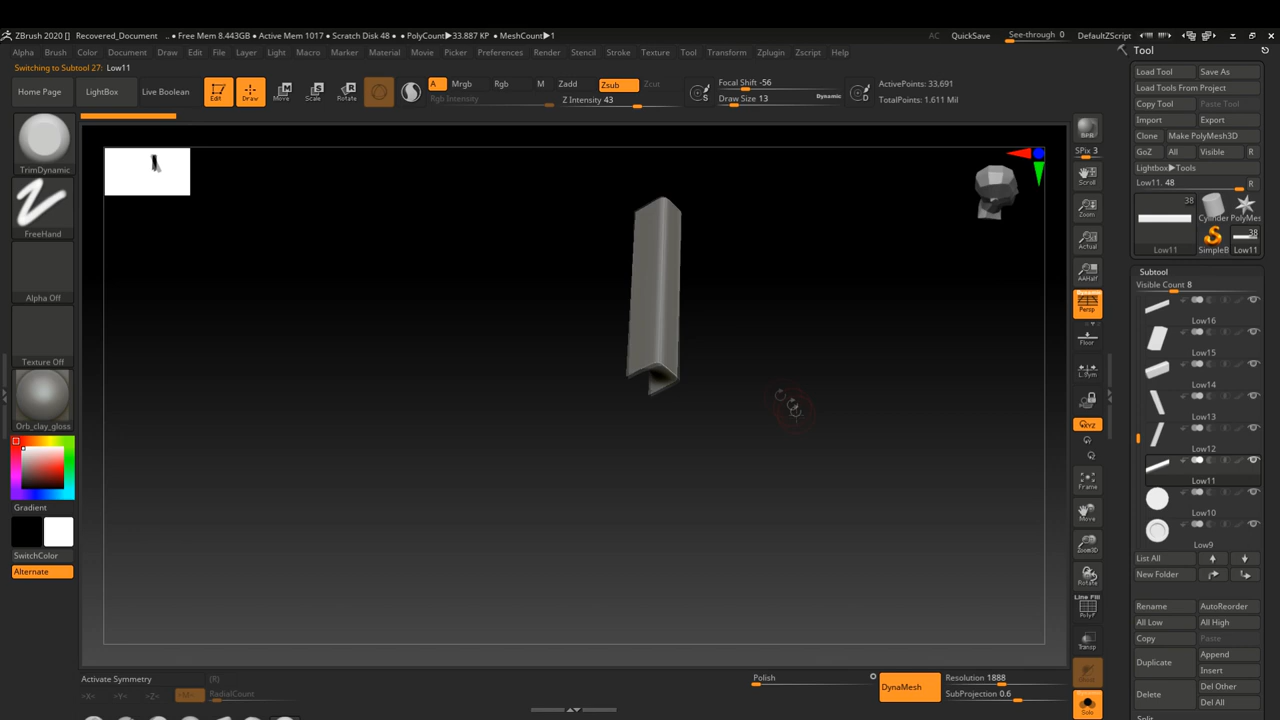 ZBrush 2020 [] Recovered_Document .. • Free Mem 8.443GB • Active Mem 1017 • Scratch Disk 48 • PolyCount▶33.887 KP • MeshCount▶1 AC QuickSave See-through 0 DefaultZScript
Alpha Brush Color Document Draw Edit File Layer Light Macro Marker Material Movie Picker Preferences Render Stencil Stroke Texture Tool Transform Zplugin Zscript Help Tool
Switching to Subtool 27: Low11
Load Tool Save As
Home Page LightBox Live Boolean Edit Draw Move Scale Rotate A Mrgb Rgb M Zadd Zsub Zcut Focal Shift -56 ActivePoints: 33,691
Rgb Intensity Z Intensity 43 Draw Size 13 Dynamic TotalPoints: 1.611 Mil
Load Tools From Project
Copy Tool Paste Tool
Import Export
Clone Make PolyMesh3D
GoZ All Visible R
Lightbox▶Tools
Low11. 48 R
38
Cylinder PolyMes
38
Low11 SimpleB Low11
TrimDynamic
FreeHand
Alpha Off
Texture Off
Orb_clay_gloss
Gradient
SwitchColor
Alternate
BPR
SPix 3
Scroll
Zoom
Actual
AAHalf
Dynamic
Persp
Floor
L.Sym
XYZ
Frame
Move
Zoom3D
Rotate
Line Fill
PolyF
Transp
Solo
Subtool
Visible Count 8
Low16
Low15
Low14
Low13
Low12
Low11
Low10
Low9
List All
New Folder
Rename AutoReorder
All Low All High
Copy Paste
Duplicate Append
Insert
Delete Del Other
Del All
Split
Activate Symmetry (R)
>X< >Y< >Z< >M< RadialCount
Polish
DynaMesh
Resolution 1888
SubProjection 0.6